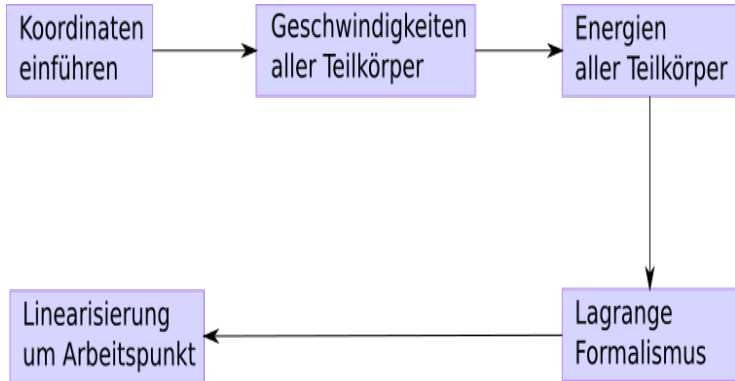 Koordinaten
einführen
Geschwindigkeiten
aller Teilkörper
Energien
aller Teilkörper
Lagrange
Formalismus
Linearisierung
um Arbeitspunkt